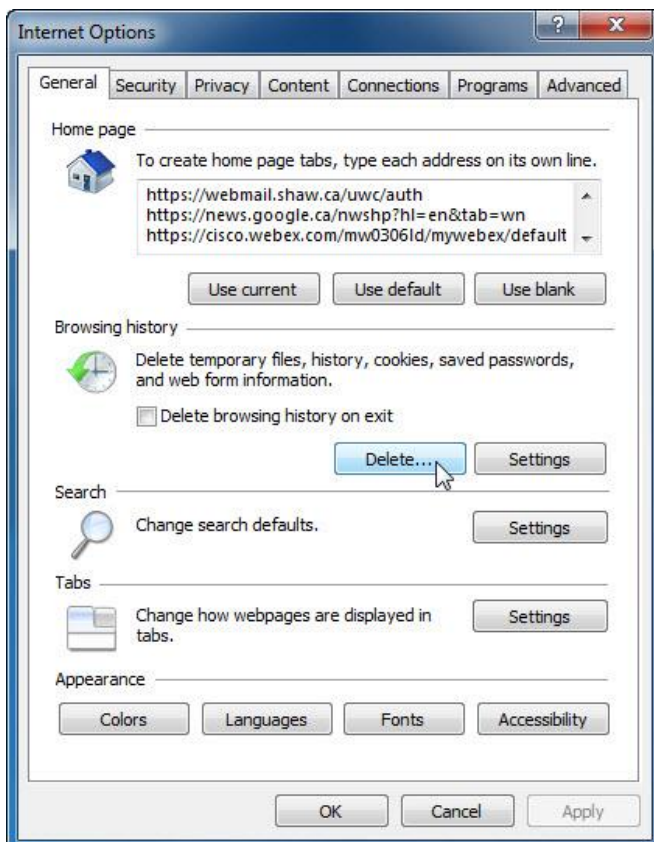 Internet Options
General Security Privacy Content Connections Programs Advanced
Home page
To create home page tabs, type each address on its own line.
https://webmail.shaw.ca/uwc/auth
https://news.google.ca/nwshp?hl=en&tab=wn
https://cisco.webex.com/mw0306ld/mywebex/default
Use current Use default Use blank
Browsing history
Delete temporary files, history, cookies, saved passwords,
and web form information.
Delete browsing history on exit
Delete... Settings
Search
Change search defaults. Settings
Tabs
Change how webpages are displayed in
tabs.
Settings
Appearance
Colors Languages Fonts Accessibility
OK Cancel Apply